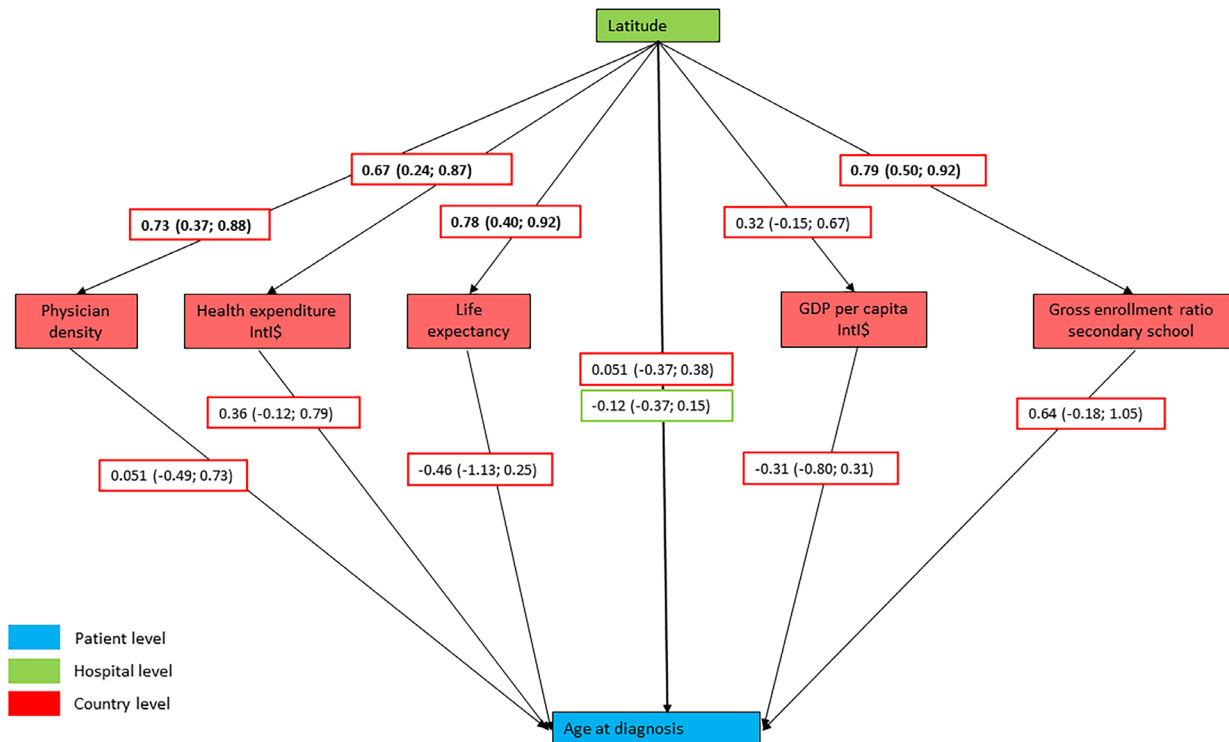 Latitude
0.67 (0.24; 0.87)
0.79 (0.50; 0.92)
0.73 (0.37; 0.88)
0.78 (0.40; 0.92)
0.32 (-0.15; 0.67)
Physician
density
Health expenditure
Intl$
Life
expectancy
GDP per capita
Intl$
Gross enrollment ratio
secondary school
0.051 (-0.37; 0.38)
-0.12 (-0.37; 0.15)
0.36 (-0.12; 0.79)
0.64 (-0.18; 1.05)
0.051 (-0.49; 0.73)
-0.46 (-1.13; 0.25)
-0.31 (-0.80; 0.31)
Patient level
Hospital level
Country level
Age at diagnosis